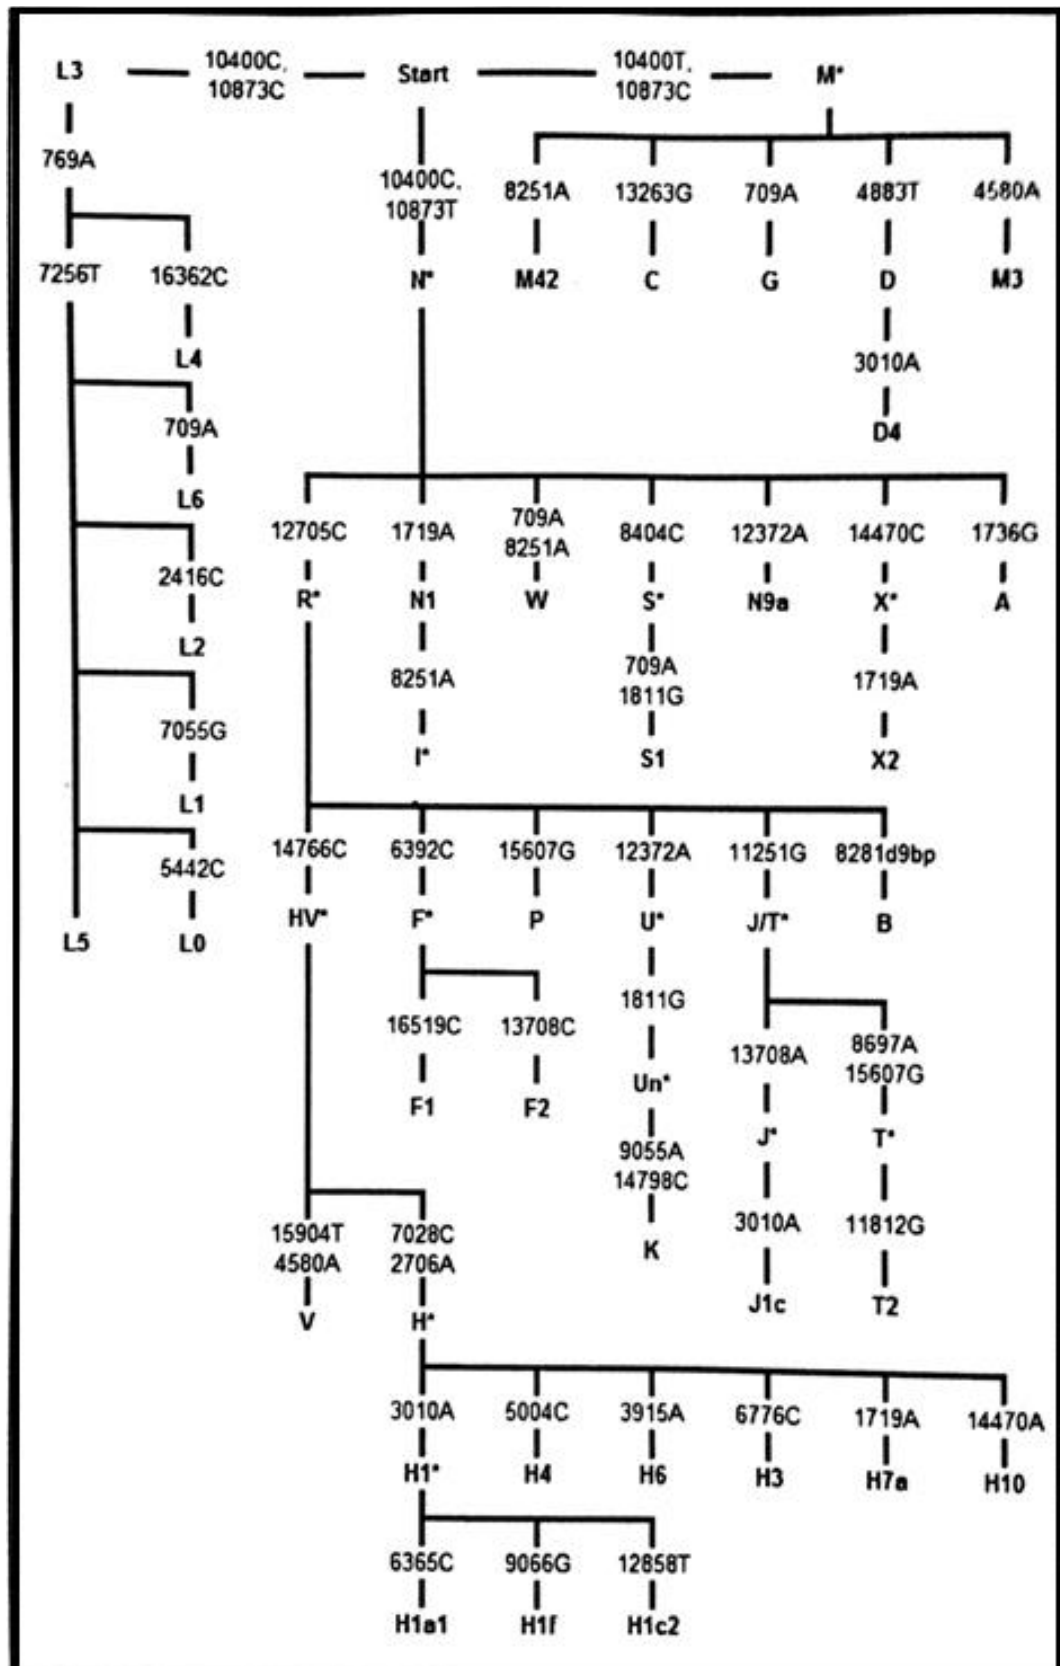 L3 10400C, 10873C Start 10400T, 10873C M*
769A
10400C, 10873T
8251A 13263G 709A 4883T 4580A
7256T 16362C
N* M42 C G D M3
L4
3010A
709A
D4
L6
12705C 1719A 709A 8251A 8404C 12372A 14470C 1736G
2416C
R* N1 W S* N9a X* A
L2
8251A 709A 1811G 1719A
7055G
I* S1 X2
L1
14766C 6392C 15607G 12372A 11251G 8281d9bp
5442C
HV* F* P U* J/T* B
L5 L0
1811G
16519C 13708C
13708A 8697A 15607G
Un*
F1 F2
J* T*
9055A 14798C
15904T 7028C
4580A 2706A
3010A 11812G
K
J1c T2
V H*
3010A 5004C 3915A 6776C 1719A 14470A
H1* H4 H6 H3 H7a H10
6365C 9066G 12858T
H1a1 H1f H1c2